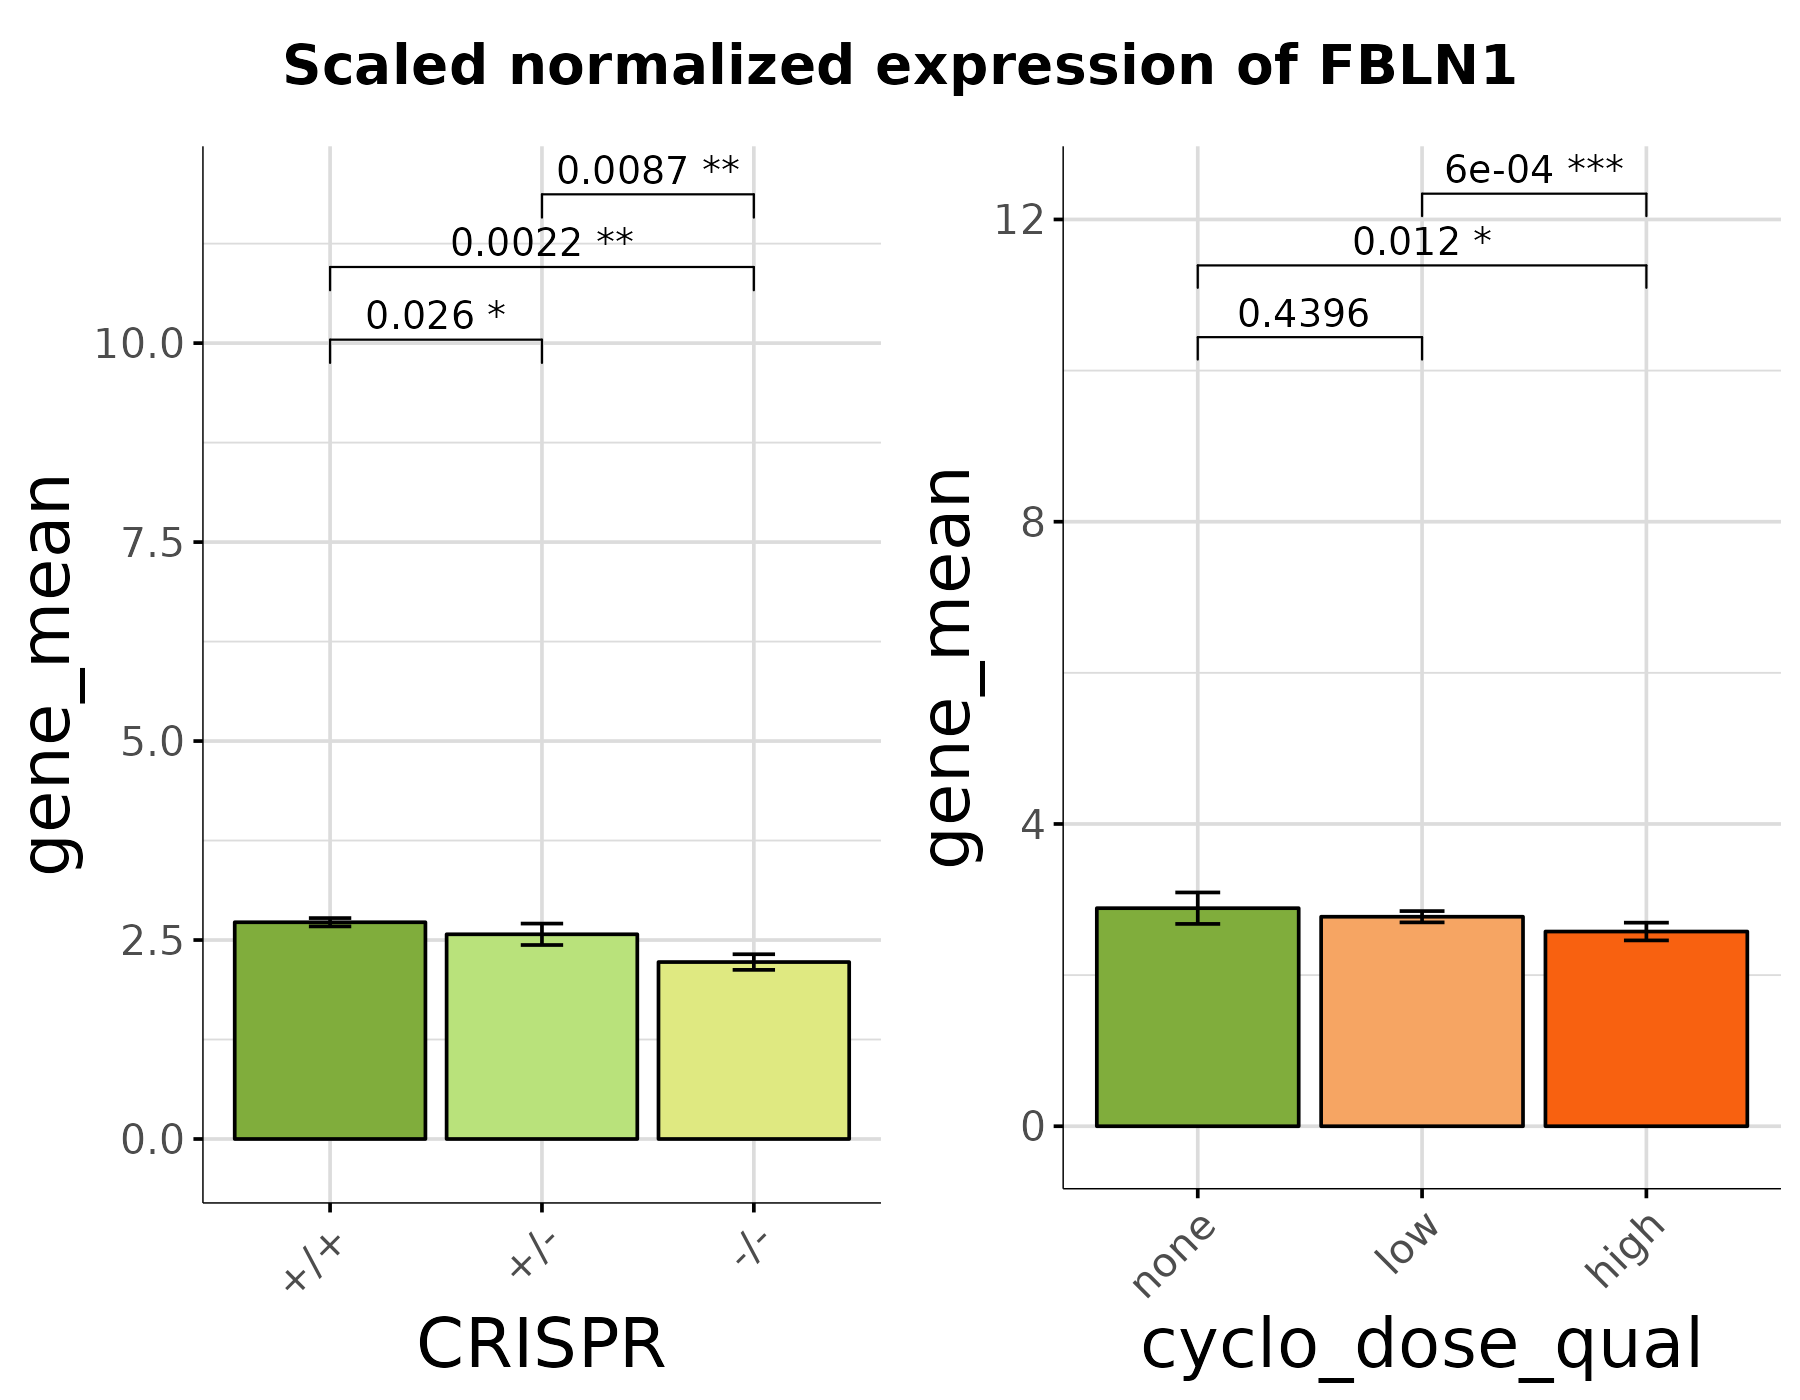 Scaled normalized expression of FBLN1
gene_mean
10.0
7.5
5.0
2.5
0.0
0.0087 **
0.0022 **
0.026 *
+/+
+/-
-/-
CRISPR
gene_mean
12
8
4
0
6e-04 ***
0.012 *
0.4396
none
low
high
cyclo_dose_qual